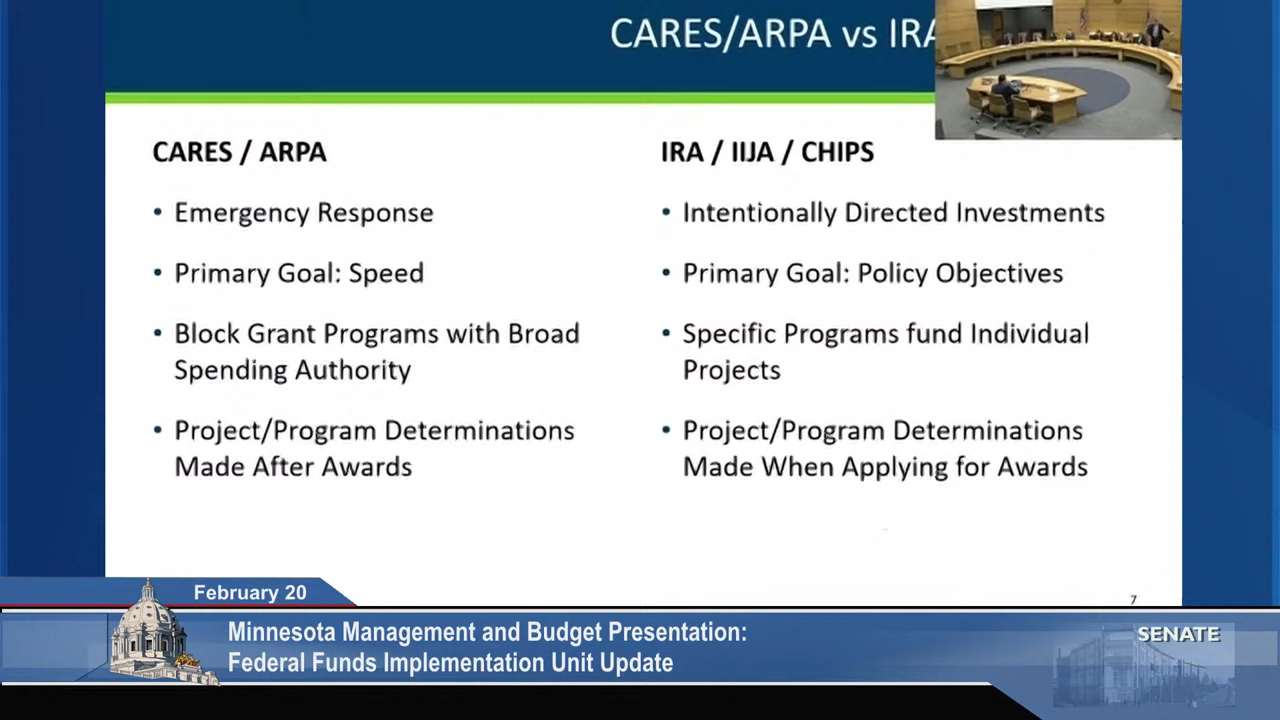 CARES/ARPA vs IRA
CARES / ARPA
• Emergency Response
• Primary Goal: Speed
• Block Grant Programs with Broad
Spending Authority
• Project/Program Determinations
Made After Awards
IRA / IIJA / CHIPS
• Intentionally Directed Investments
• Primary Goal: Policy Objectives
• Specific Programs fund Individual
Projects
• Project/Program Determinations
Made When Applying for Awards
7
February 20
Minnesota Management and Budget Presentation:
Federal Funds Implementation Unit Update
SENATE